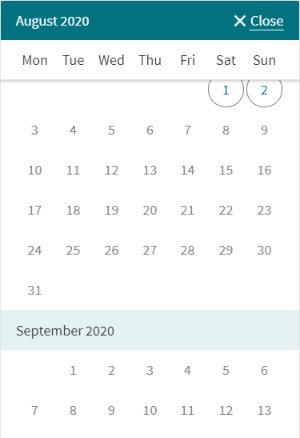 August 2020 Close
Mon Tue Wed Thu Fri Sat Sun
1 2
3 4 5 6 7 8 9
10 11 12 13 14 15 16
17 18 19 20 21 22 23
24 25 26 27 28 29 30
31
September 2020
1 2 3 4 5 6
7 8 9 10 11 12 13